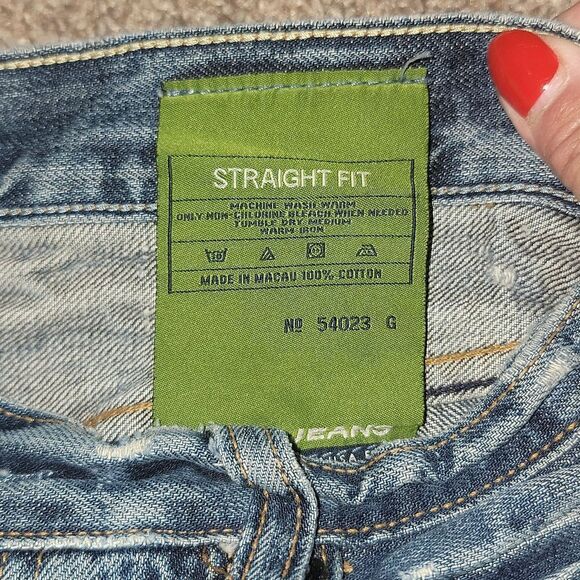 STRAIGHT FIT
MACHINE WASH WARM
ONLY NON-CHLORINE BLEACH WHEN NEEDED
TUMBLE DRY MEDIUM
WARM IRON
MADE IN MACAU 100% COTTON
Nº 54023 G
JEANS